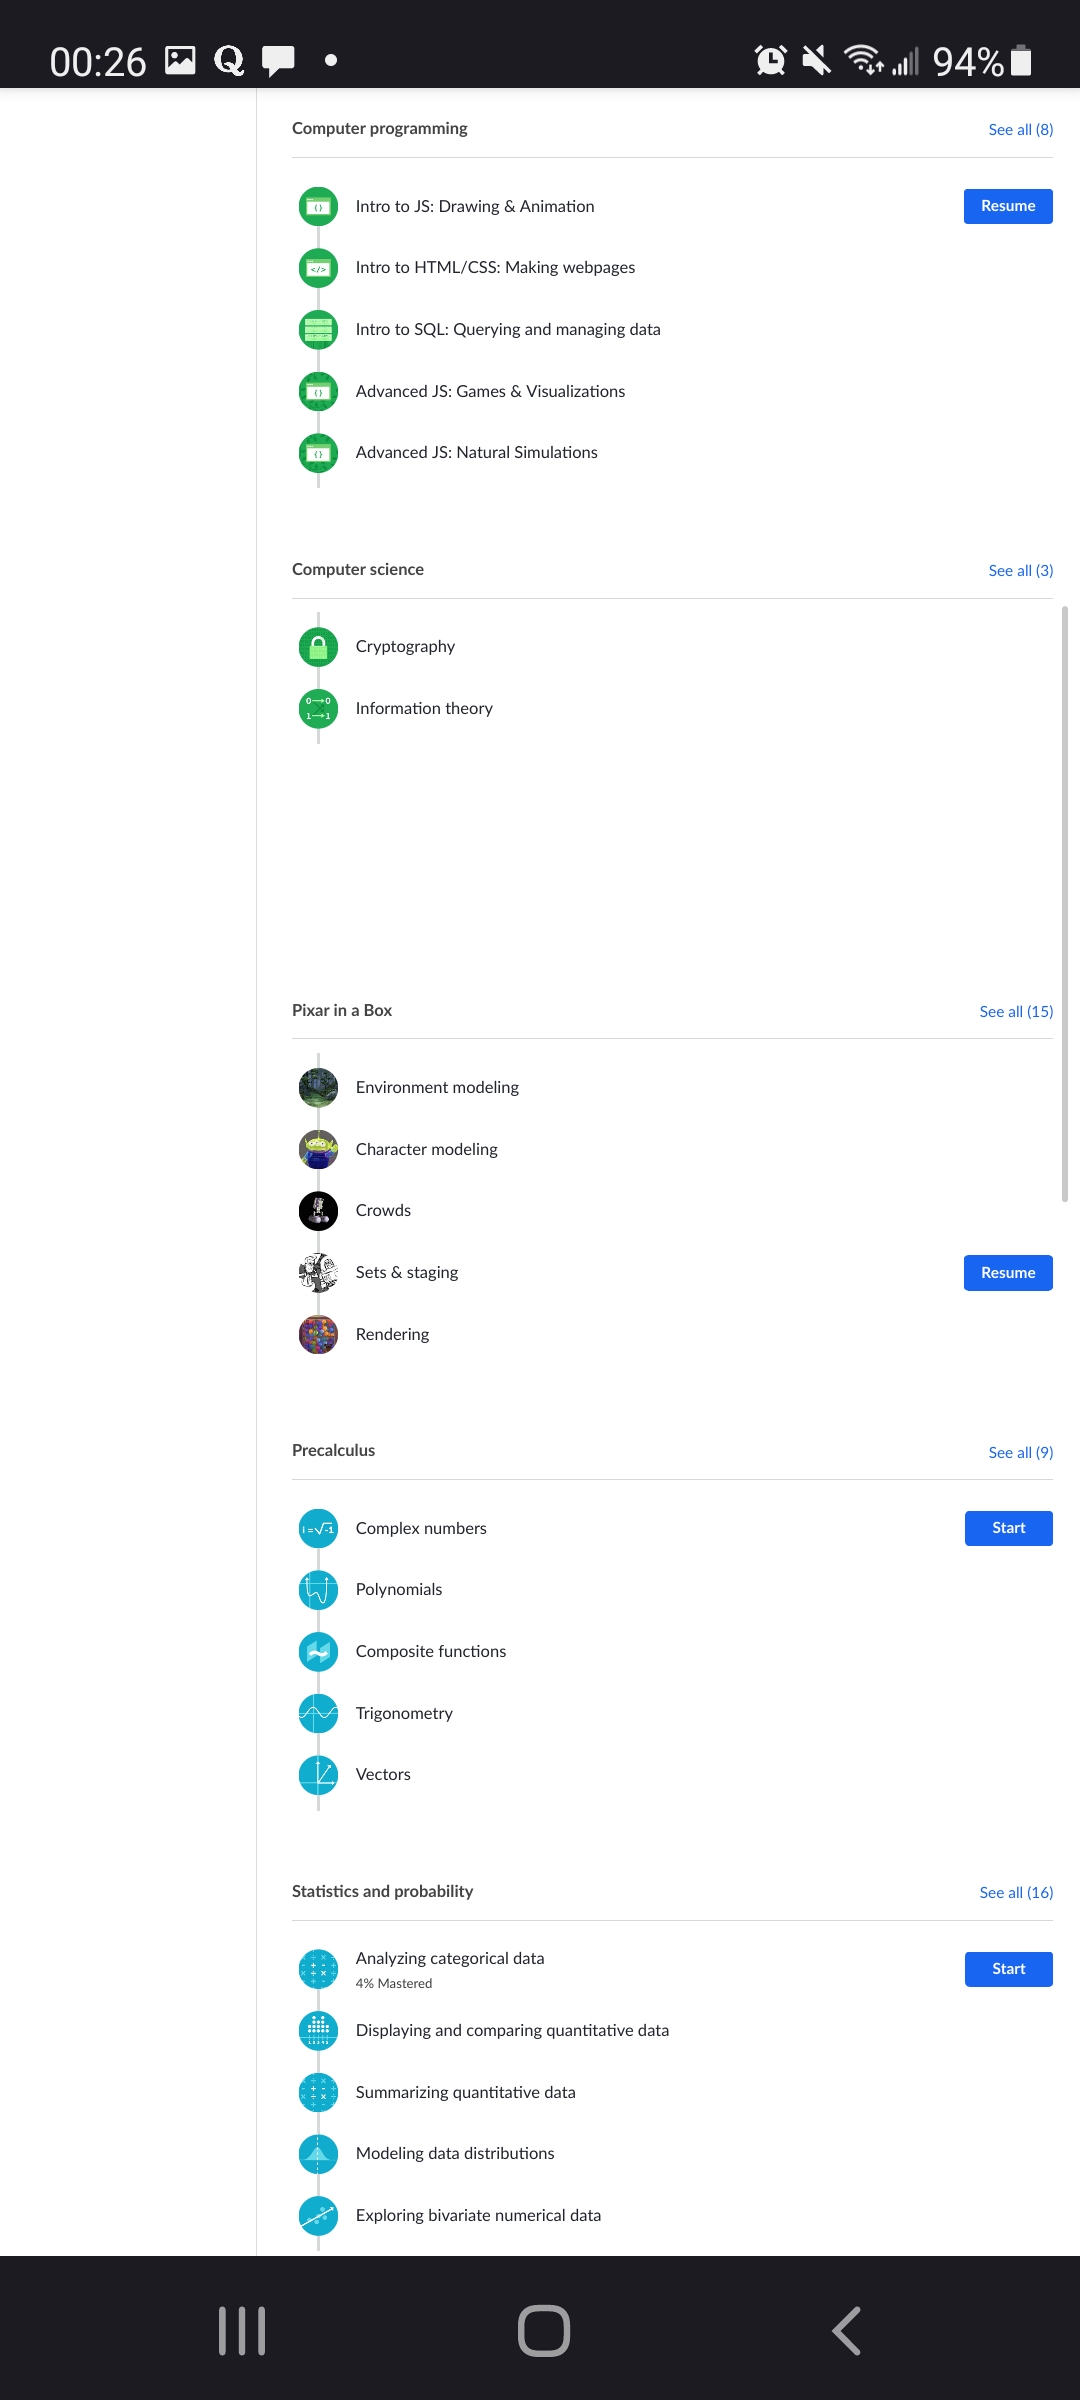 00:26
94%
Computer programming
See all (8)
Intro to JS: Drawing & Animation
Resume
Intro to HTML/CSS: Making webpages
Intro to SQL: Querying and managing data
Advanced JS: Games & Visualizations
Advanced JS: Natural Simulations
Computer science
See all (3)
Cryptography
Information theory
Pixar in a Box
See all (15)
Environment modeling
Character modeling
Crowds
Sets & staging
Resume
Rendering
Precalculus
See all (9)
i=√-1
Complex numbers
Start
Polynomials
Composite functions
Trigonometry
Vectors
Statistics and probability
See all (16)
Analyzing categorical data
4% Mastered
Start
Displaying and comparing quantitative data
Summarizing quantitative data
Modeling data distributions
Exploring bivariate numerical data